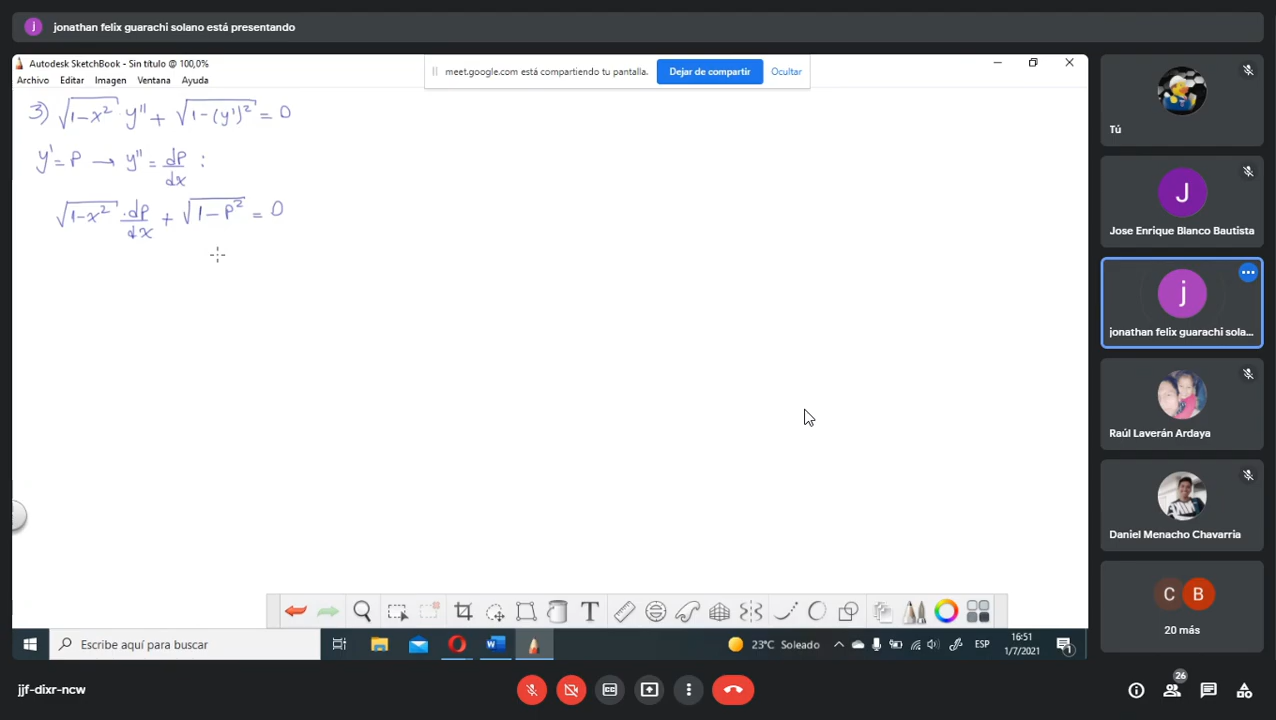 jonathan felix guarachi solano está presentando
Autodesk SketchBook - Sin título @ 100,0%
Archivo Editar Imagen Ventana Ayuda
meet.google.com está compartiendo tu pantalla. Dejar de compartir Ocultar
3) √(1-x²) · y'' + √(1-(y')²) = 0
y' = P → y'' = dP/dx :
√(1-x²) · dp/dx + √(1-P²) = 0
Tú
J
Jose Enrique Blanco Bautista
j
jonathan felix guarachi sola...
Raúl Laverán Ardaya
Daniel Menacho Chavarria
C B
20 más
T
Escribe aquí para buscar
23°C Soleado
ESP
16:51
1/7/2021
1
jjf-dixr-ncw
26